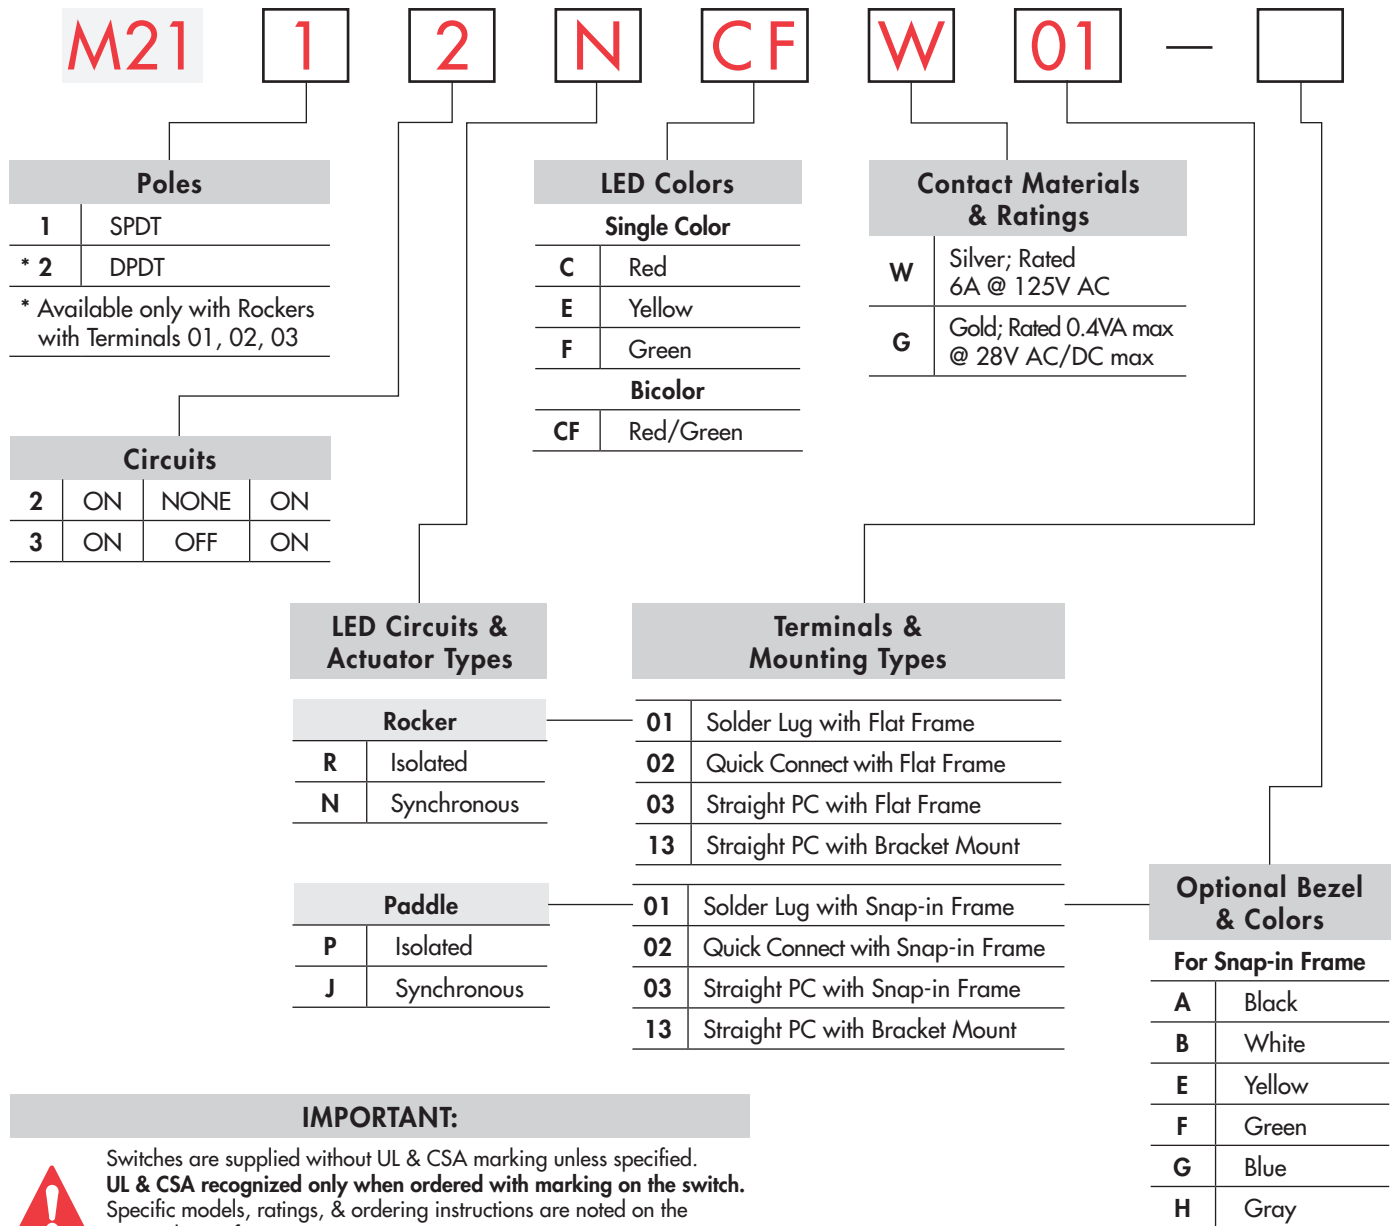 M21 1 2 N CF W 01 —
Poles
1 SPDT
* 2 DPDT
* Available only with Rockers
with Terminals 01, 02, 03
Circuits
2 ON NONE ON
3 ON OFF ON
LED Colors
Single Color
C Red
E Yellow
F Green
Bicolor
CF Red/Green
Contact Materials
& Ratings
W Silver; Rated
6A @ 125V AC
G Gold; Rated 0.4VA max
@ 28V AC/DC max
LED Circuits &
Actuator Types
Rocker
R Isolated
N Synchronous
Paddle
P Isolated
J Synchronous
Terminals &
Mounting Types
01 Solder Lug with Flat Frame
02 Quick Connect with Flat Frame
03 Straight PC with Flat Frame
13 Straight PC with Bracket Mount
01 Solder Lug with Snap-in Frame
02 Quick Connect with Snap-in Frame
03 Straight PC with Snap-in Frame
13 Straight PC with Bracket Mount
Optional Bezel
& Colors
For Snap-in Frame
A Black
B White
E Yellow
F Green
G Blue
H Gray
IMPORTANT:
Switches are supplied without UL & CSA marking unless specified.
UL & CSA recognized only when ordered with marking on the switch.
Specific models, ratings, & ordering instructions are noted on the